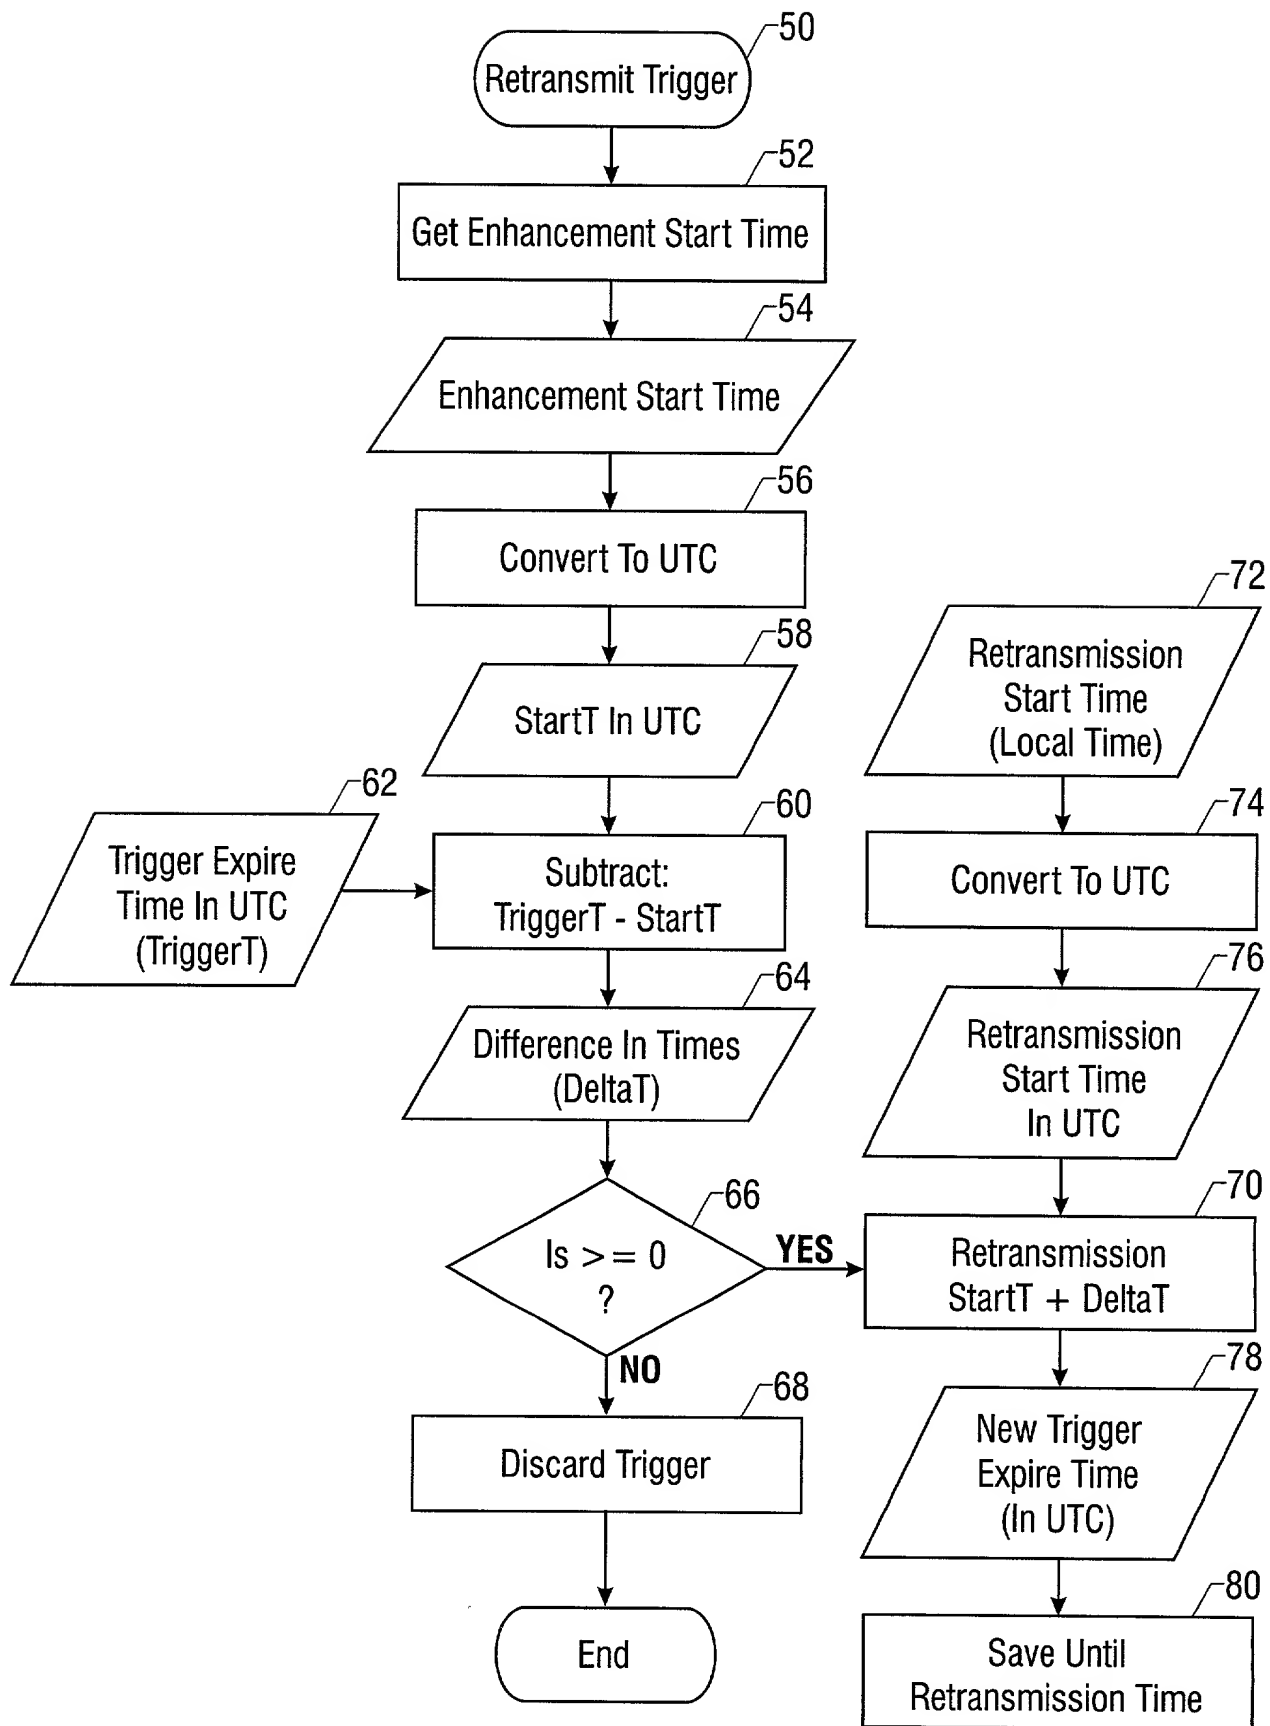 50
Retransmit Trigger
52
Get Enhancement Start Time
54
Enhancement Start Time
56
Convert To UTC
58
StartT In UTC
62
Trigger Expire
Time In UTC
(TriggerT)
60
Subtract:
TriggerT - StartT
64
Difference In Times
(DeltaT)
66
Is >= 0
?
YES
NO
68
Discard Trigger
End
72
Retransmission
Start Time
(Local Time)
74
Convert To UTC
76
Retransmission
Start Time
In UTC
70
Retransmission
StartT + DeltaT
78
New Trigger
Expire Time
(In UTC)
80
Save Until
Retransmission Time